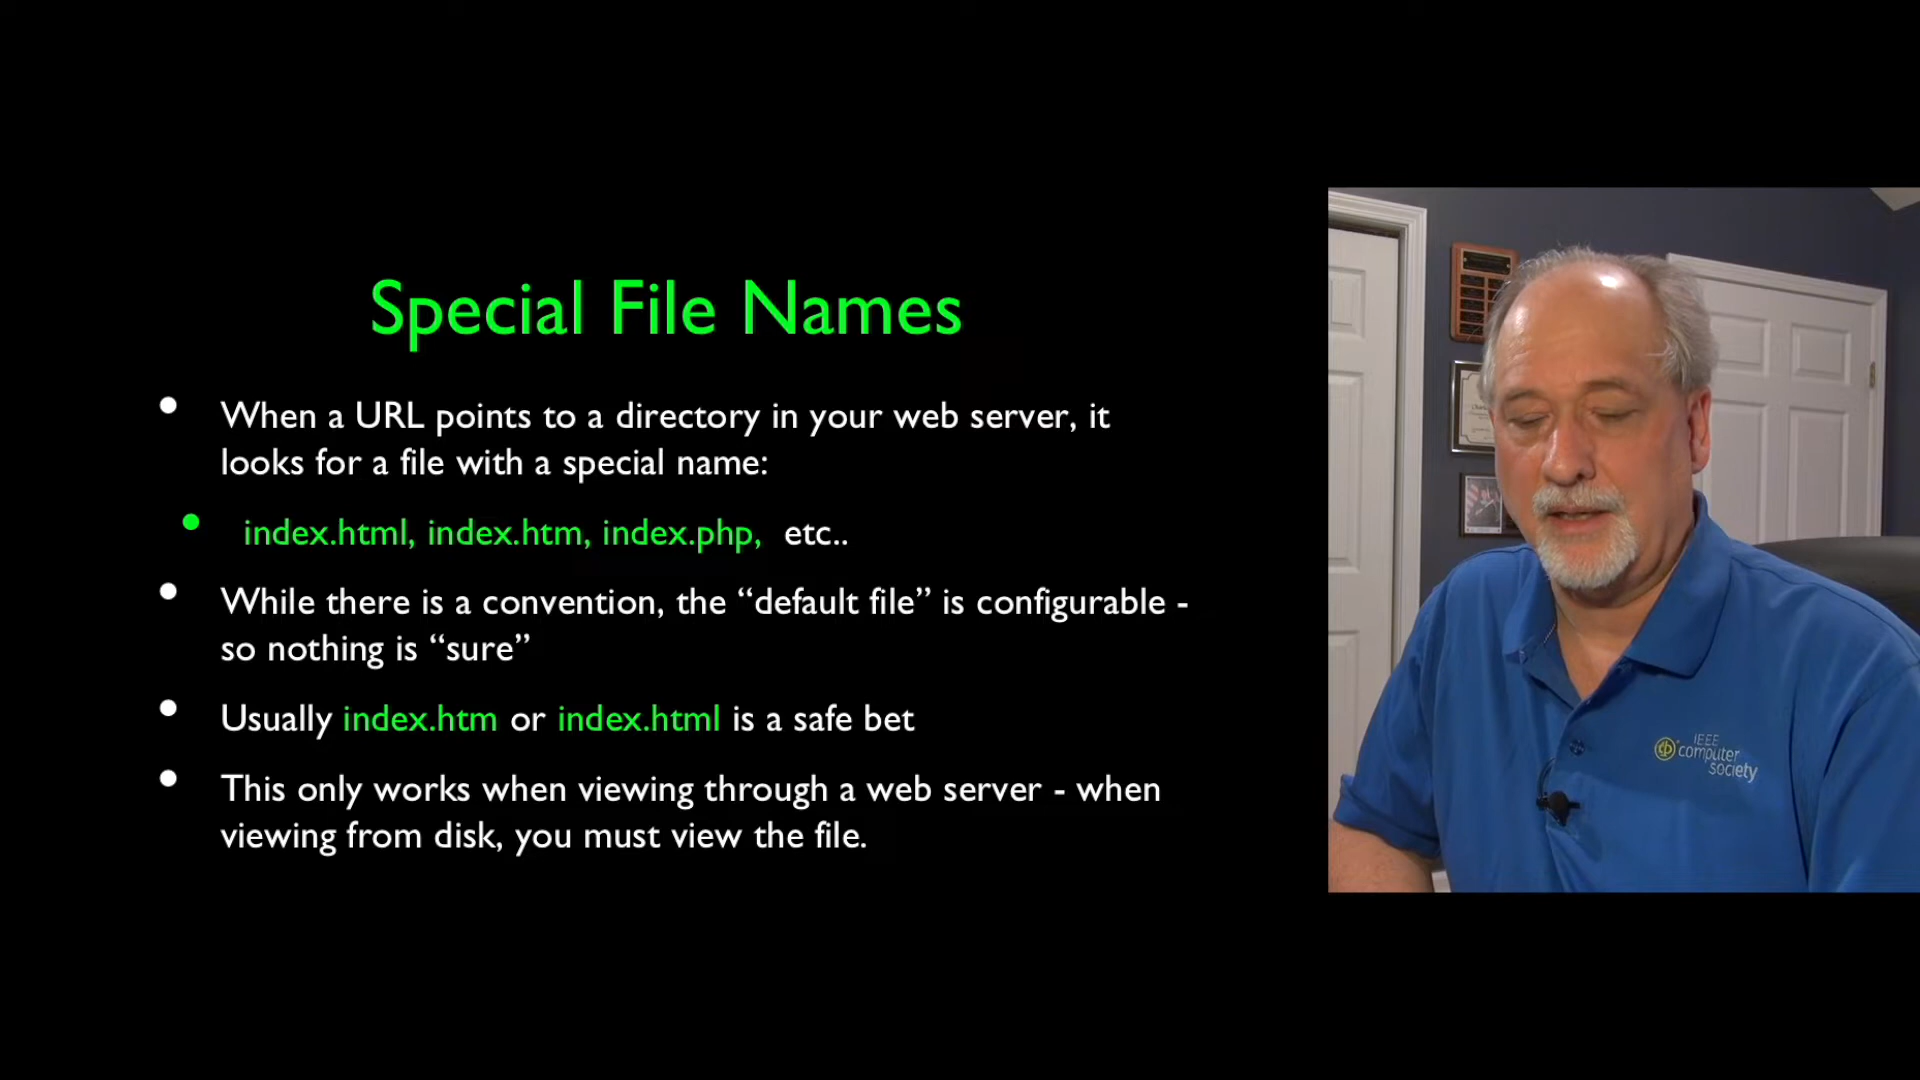 Special File Names
• When a URL points to a directory in your web server, it
looks for a file with a special name:
• index.html, index.htm, index.php, etc..
• While there is a convention, the “default file” is configurable -
so nothing is “sure”
• Usually index.htm or index.html is a safe bet
• This only works when viewing through a web server - when
viewing from disk, you must view the file.
IEEE
computer
society